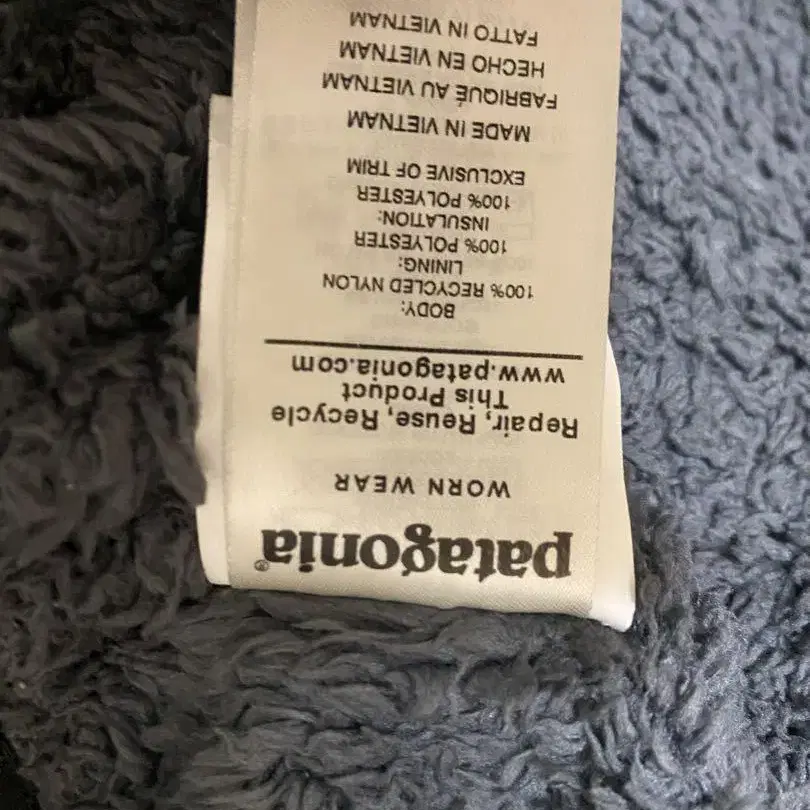 patagonia®
WORN WEAR
Repair, Reuse, Recycle
This Product
www.patagonia.com
BODY:
100% RECYCLED NYLON
LINING:
100% POLYESTER
INSULATION:
100% POLYESTER
EXCLUSIVE OF TRIM
MADE IN VIETNAM
FABRIQUÉ AU VIETNAM
HECHO EN VIETNAM
FATTO IN VIETNAM